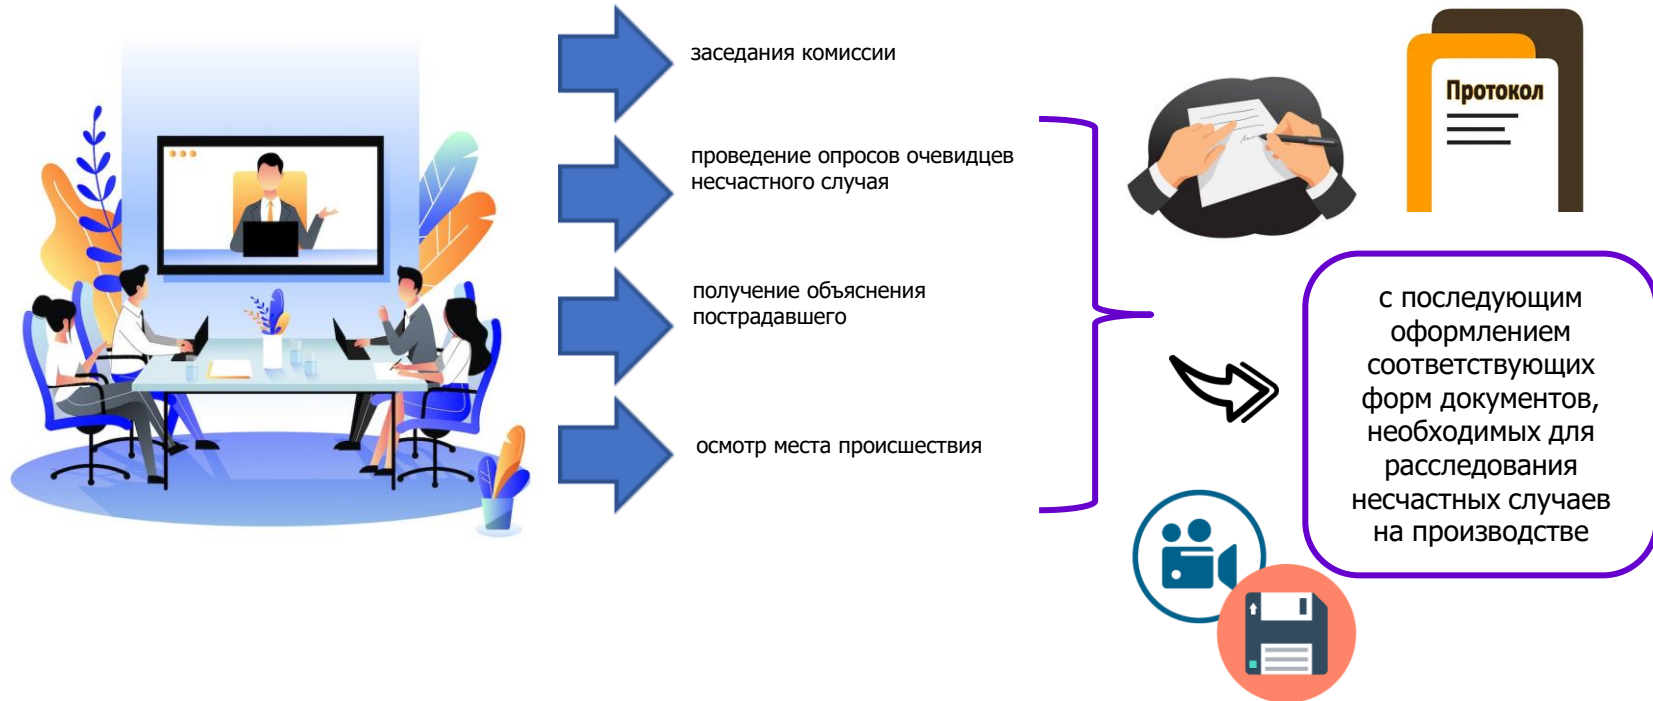 заседания комиссии
проведение опросов очевидцев
несчастного случая
получение объяснения
пострадавшего
осмотр места происшествия
Протокол
с последующим
оформлением
соответствующих
форм документов,
необходимых для
расследования
несчастных случаев
на производстве